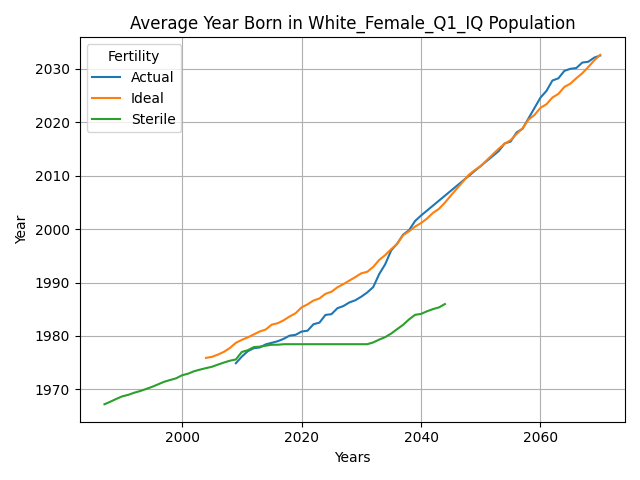 Average Year Born in White_Female_Q1_IQ Population
Fertility
Actual
Ideal
Sterile
Year
2030
2020
2010
2000
1990
1980
1970
2000
2020
2040
2060
Years